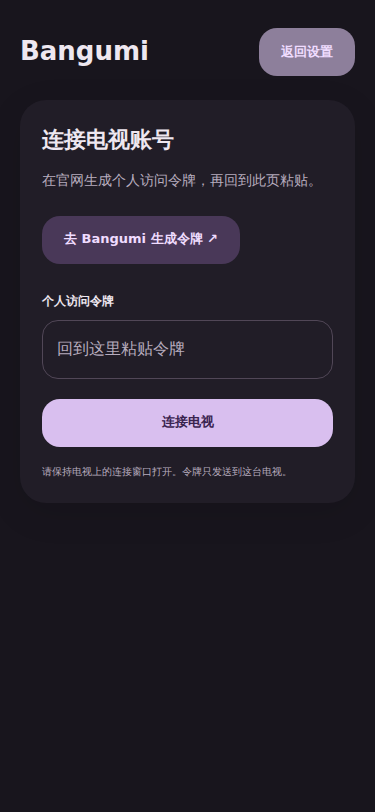 Bangumi
返回设置
连接电视账号
在官网生成个人访问令牌，再回到此页粘贴。
去 Bangumi 生成令牌 ↗
个人访问令牌
回到这里粘贴令牌
连接电视
请保持电视上的连接窗口打开。令牌只发送到这台电视。